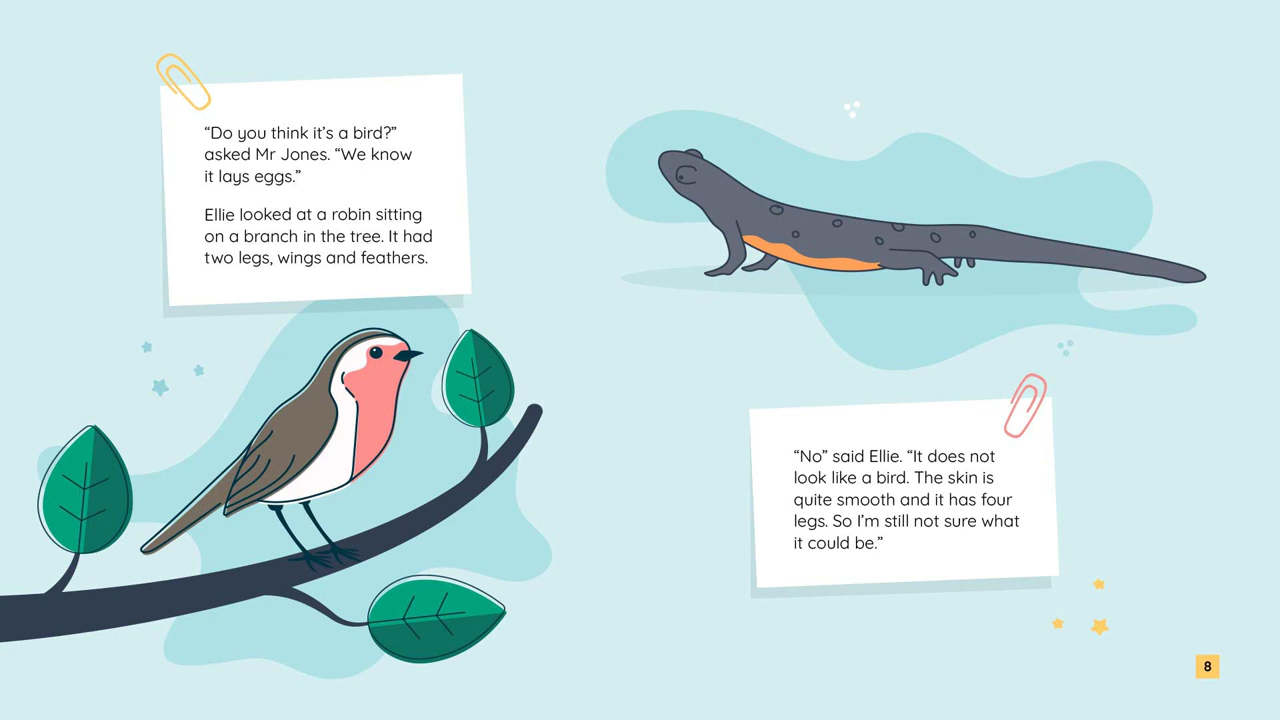 “Do you think it’s a bird?”
asked Mr Jones. “We know
it lays eggs.”
Ellie looked at a robin sitting
on a branch in the tree. It had
two legs, wings and feathers.
“No” said Ellie. “It does not
look like a bird. The skin is
quite smooth and it has four
legs. So I’m still not sure what
it could be.”
8